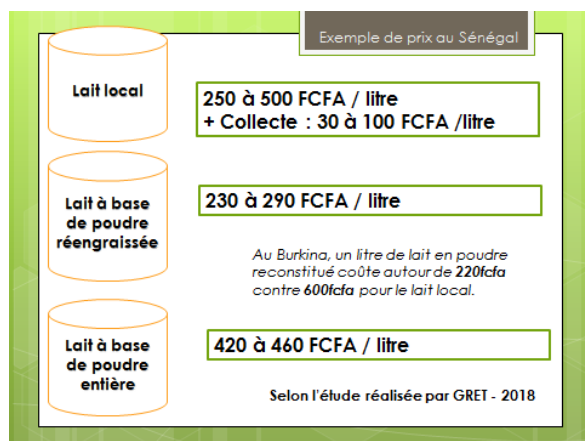 Exemple de prix au Sénégal
Lait local
250 à 500 FCFA / litre
+ Collecte : 30 à 100 FCFA /litre
Lait à base
de poudre
réengraissée
230 à 290 FCFA / litre
Au Burkina, un litre de lait en poudre
reconstitué coûte autour de 220fcfa
contre 600fcfa pour le lait local.
Lait à base
de poudre
entière
420 à 460 FCFA / litre
Selon l'étude réalisée par GRET - 2018